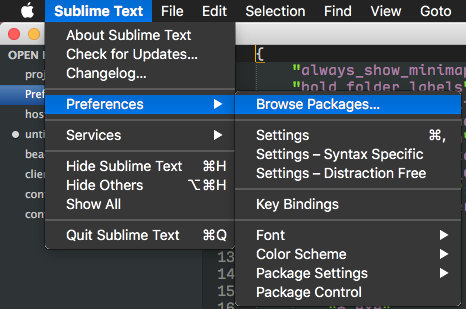 Sublime Text File Edit Selection Find View Goto
About Sublime Text
Check for Updates...
Changelog...
Preferences
Services
Hide Sublime Text ⌘H
Hide Others ⌥⌘H
Show All
Quit Sublime Text ⌘Q
Browse Packages...
Settings ⌘,
Settings – Syntax Specific
Settings – Distraction Free
Key Bindings
Font
Color Scheme
Package Settings
Package Control
OPEN
proj
Pref
hos
unti
bea
clien
con
con
{
"always_show_minimap
"bold_folder_labels"
13
14
15
16